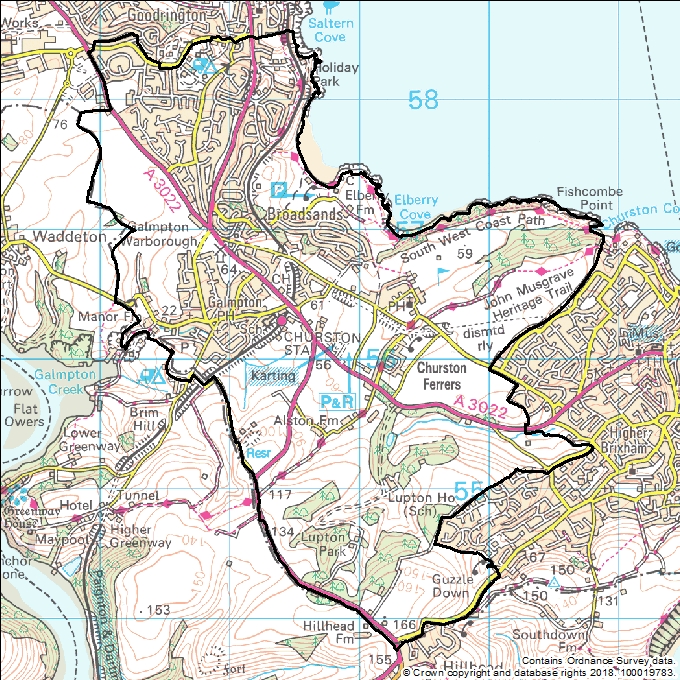 Works
Goodrington
Saltern
Cove
Holiday
Park
58
76
A 3022
P
Elbe
Fm
Elberry
Cove
57
Fishcombe
Point
Churston Co
Broadsands
South West Coast Path
Waddeton
Galmpton
Warborough
59
64
Ch
John Musgrave
Heritage Trail
Galmpton
PH
61
PH
Manor F
22
Sch
dismtd
rly
Mus
CHURSTON
STA
56
56
P
Galmpton
Creek
Karting
Churston
Ferrers
P&R
A 3022
Flat
Owers
Brim
Hill
Alston Fm
Higher
Brixham
Lower
Greenway
Resr
Tunnel
117
Lupton Ho
(Sch)
55
Hotel
Greenway
House
Maypool
Higher
Greenway
134
Lupton
Park
167
Paignton & Dart
Guzzle
Down
150
150
131
153
Hillhead
Fm
166
Southdown
Fm
155
Hillhead
fort
Contains Ordnance Survey data.
© Crown copyright and database rights 2018. 100019783.